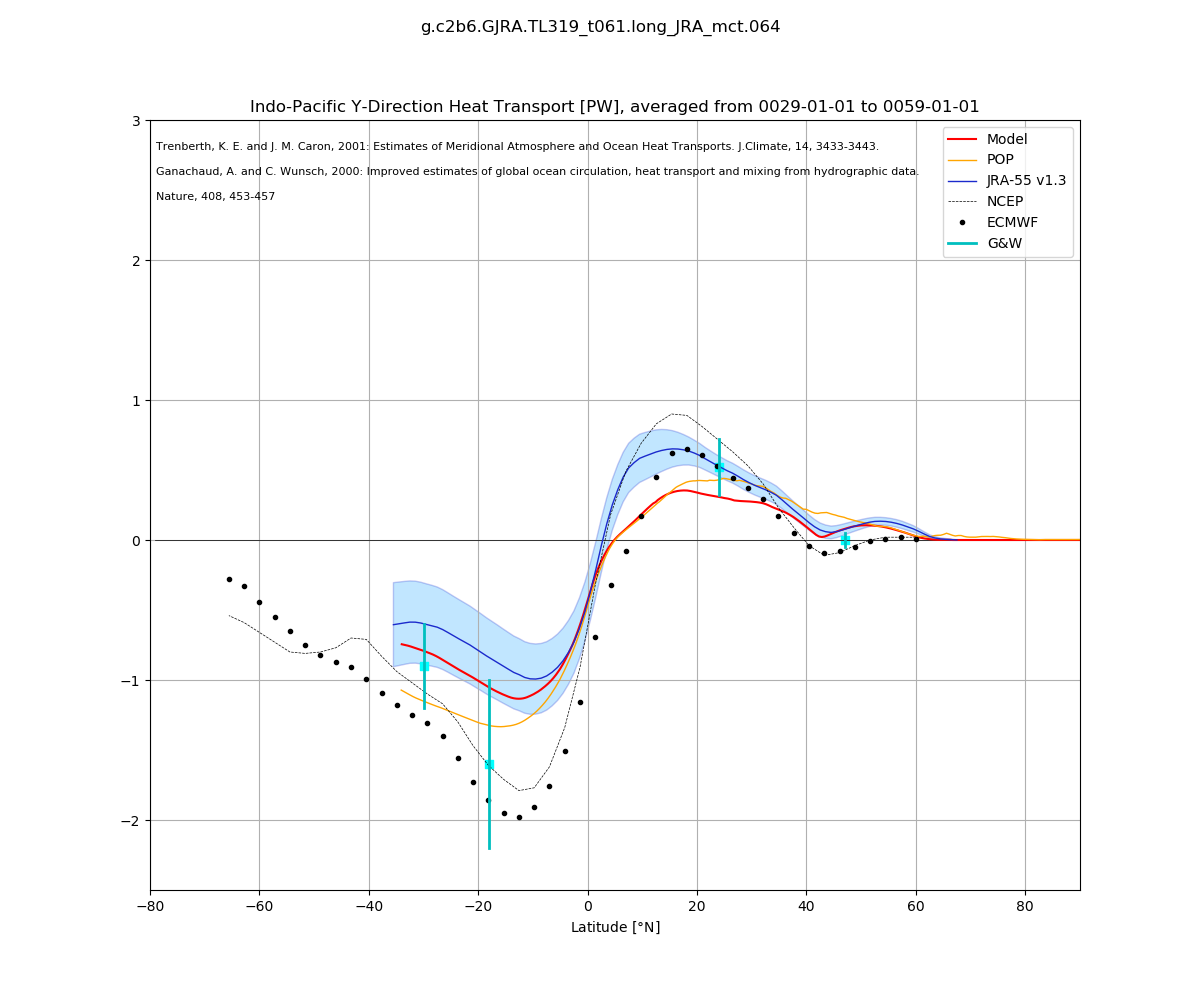 g.c2b6.GJRA.TL319_t061.long_JRA_mct.064
Indo-Pacific Y-Direction Heat Transport [PW], averaged from 0029-01-01 to 0059-01-01
Trenberth, K. E. and J. M. Caron, 2001: Estimates of Meridional Atmosphere and Ocean Heat Transports. J.Climate, 14, 3433-3443.
Ganachaud, A. and C. Wunsch, 2000: Improved estimates of global ocean circulation, heat transport and mixing from hydrographic data.
Nature, 408, 453-457
Model
POP
JRA-55 v1.3
NCEP
ECMWF
G&W
3
2
1
0
−1
−2
−80 −60 −40 −20 0 20 40 60 80
Latitude [°N]